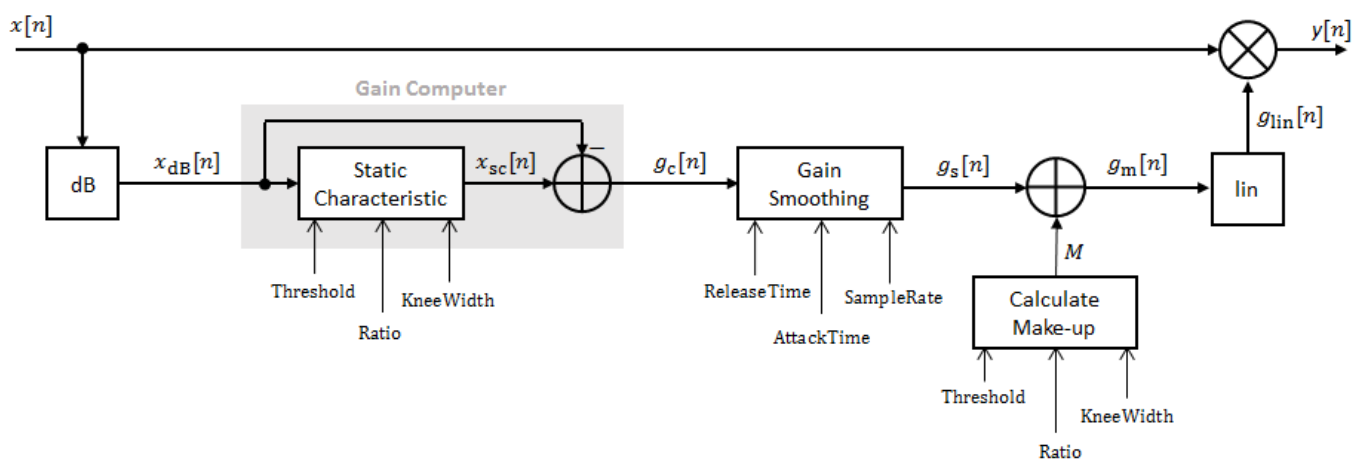 x[n]
y[n]
Gain Computer
g_lin[n]
dB
x_dB[n]
Static
Characteristic
x_sc[n]
−
g_c[n]
Gain
Smoothing
g_s[n]
g_m[n]
lin
M
Threshold
KneeWidth
Ratio
ReleaseTime
SampleRate
AttackTime
Calculate
Make-up
Threshold
KneeWidth
Ratio